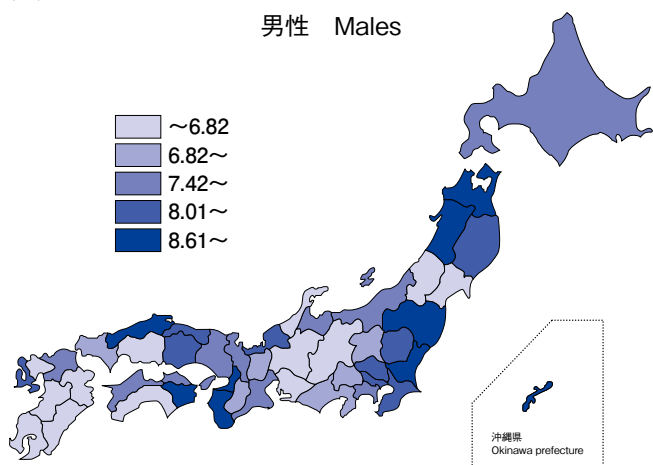 男性　Males
〜6.82
6.82〜
7.42〜
8.01〜
8.61〜
沖縄県
Okinawa prefecture